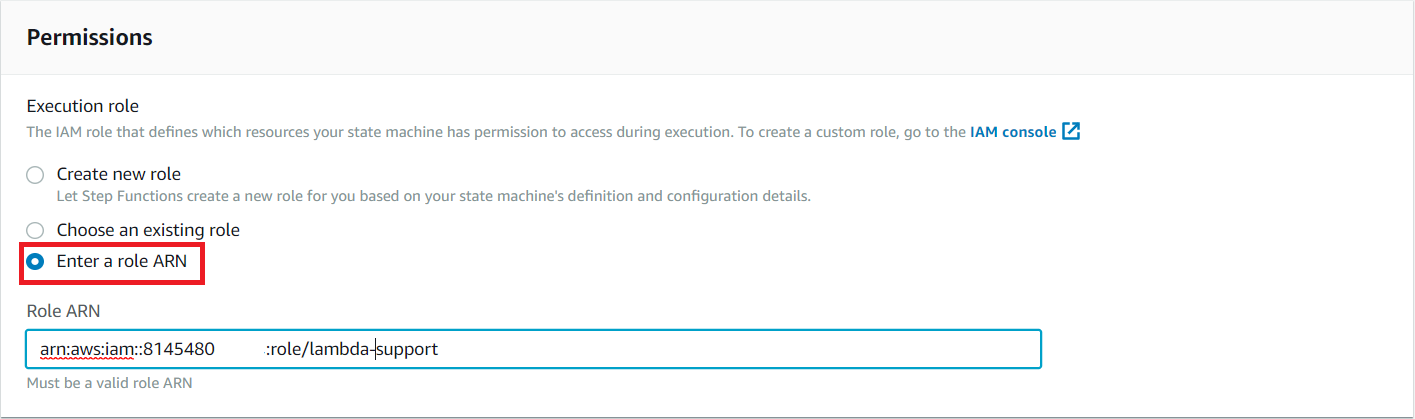 Permissions
Execution role
The IAM role that defines which resources your state machine has permission to access during execution. To create a custom role, go to the IAM console
Create new role
Let Step Functions create a new role for you based on your state machine's definition and configuration details.
Choose an existing role
Enter a role ARN
Role ARN
arn:aws:iam::8145480 :role/lambda-support
Must be a valid role ARN